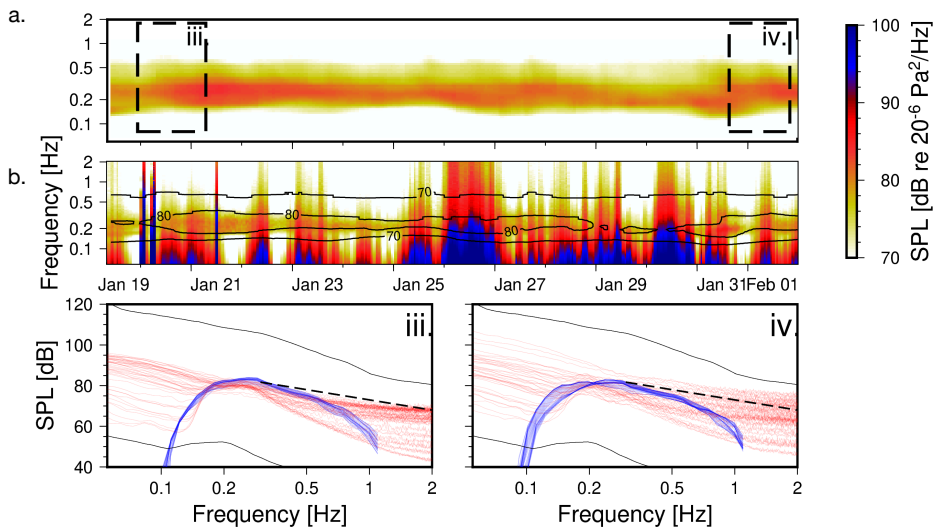 a.
2
1
0.5
0.2
0.1
iii.
iv.
100
90
80
70
SPL [dB re 20⁻⁶ Pa²/Hz]
Frequency [Hz]
b.
2
1
0.5
0.2
0.1
70
80
80
70
80
Jan 19
Jan 21
Jan 23
Jan 25
Jan 27
Jan 29
Jan 31
Feb 01
SPL [dB]
120
100
80
60
40
iii.
iv.
0.1
0.2
0.5
1
2
0.1
0.2
0.5
1
2
Frequency [Hz]
Frequency [Hz]